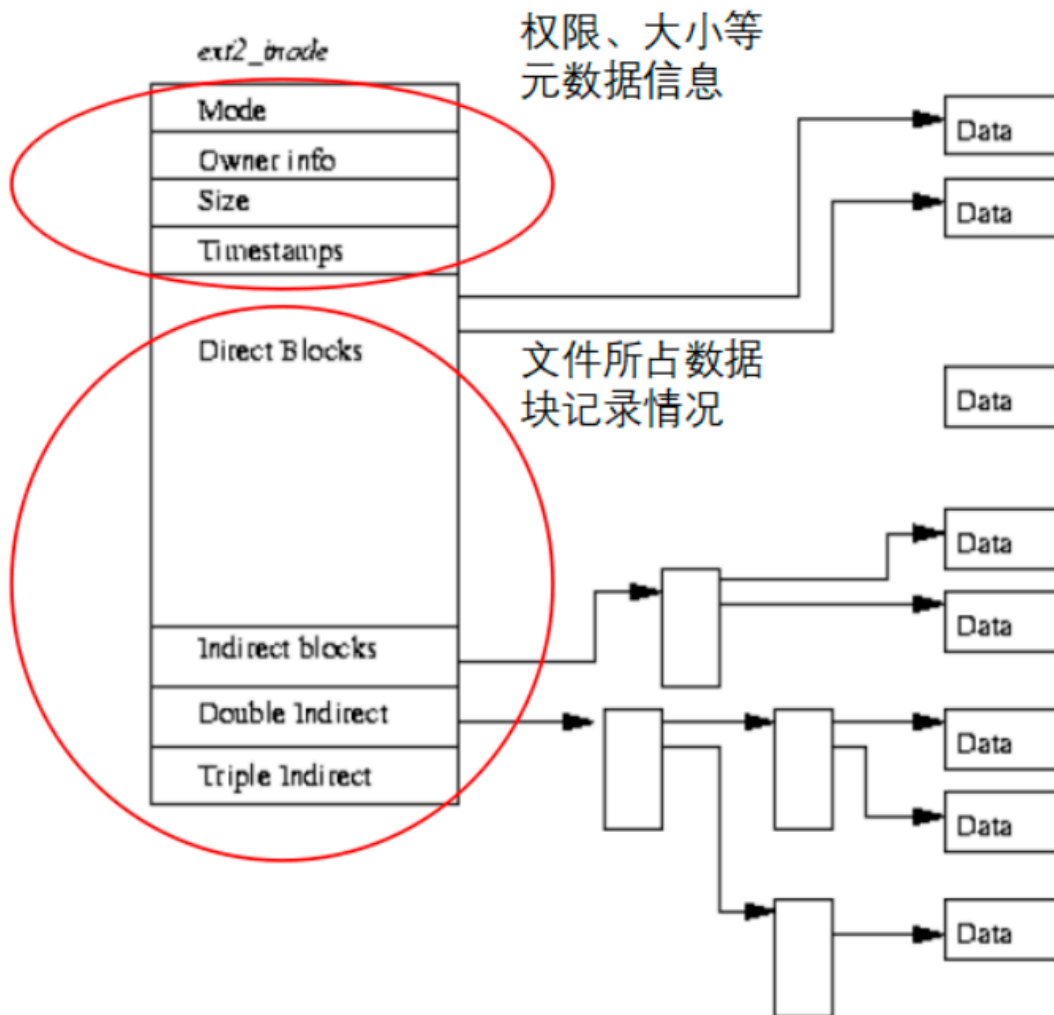 ext2_inode
权限、大小等
元数据信息
Mode
Owner info
Size
Timestamps
Direct Blocks
文件所占数据
块记录情况
Indirect blocks
Double Indirect
Triple Indirect
Data
Data
Data
Data
Data
Data
Data
Data